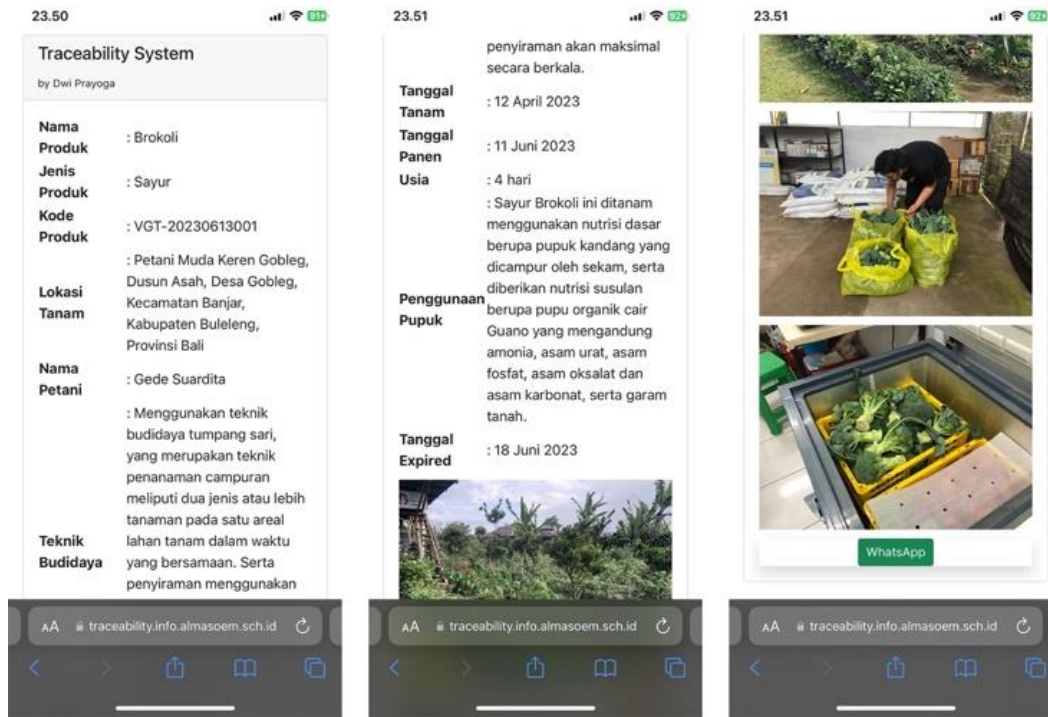 23.50
91+
Traceability System
by Dwi Prayoga
Nama
Produk
: Brokoli
Jenis
Produk
: Sayur
Kode
Produk
: VGT-20230613001
Lokasi
Tanam
: Petani Muda Keren Gobleg,
Dusun Asah, Desa Gobleg,
Kecamatan Banjar,
Kabupaten Buleleng,
Provinsi Bali
Nama
Petani
: Gede Suardita
Teknik
Budidaya
: Menggunakan teknik
budidaya tumpang sari,
yang merupakan teknik
penanaman campuran
meliputi dua jenis atau lebih
tanaman pada satu areal
lahan tanam dalam waktu
yang bersamaan. Serta
penyiraman menggunakan
AA traceability.info.almasoem.sch.id
23.51
92+
penyiraman akan maksimal
secara berkala.
Tanggal
Tanam
: 12 April 2023
Tanggal
Panen
: 11 Juni 2023
Usia
: 4 hari
Penggunaan
Pupuk
: Sayur Brokoli ini ditanam
menggunakan nutrisi dasar
berupa pupuk kandang yang
dicampur oleh sekam, serta
diberikan nutrisi susulan
berupa pupu organik cair
Guano yang mengandung
amonia, asam urat, asam
fosfat, asam oksalat dan
asam karbonat, serta garam
tanah.
Tanggal
Expired
: 18 Juni 2023
AA traceability.info.almasoem.sch.id
23.51
92+
WhatsApp
AA traceability.info.almasoem.sch.id